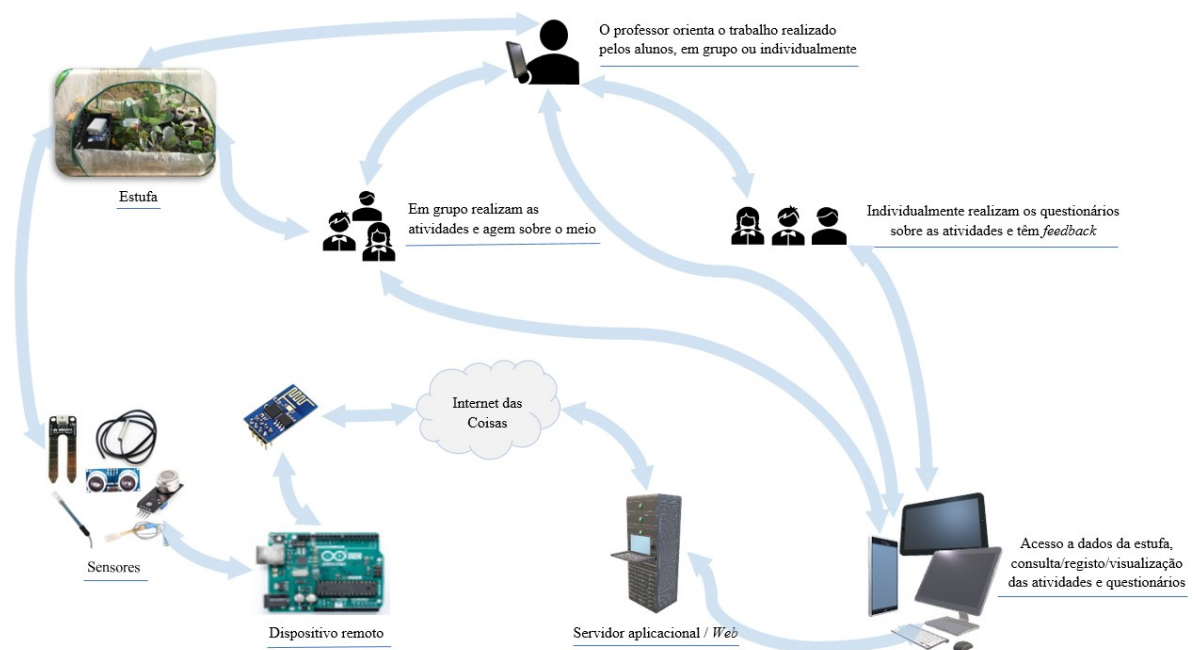 O professor orienta o trabalho realizado
pelos alunos, em grupo ou individualmente
Estufa
Em grupo realizam as
atividades e agem sobre o meio
Individualmente realizam os questionários
sobre as atividades e têm feedback
Internet das
Coisas
Sensores
Dispositivo remoto
Servidor aplicacional / Web
Acesso a dados da estufa,
consulta/registo/visualização
das atividades e questionários